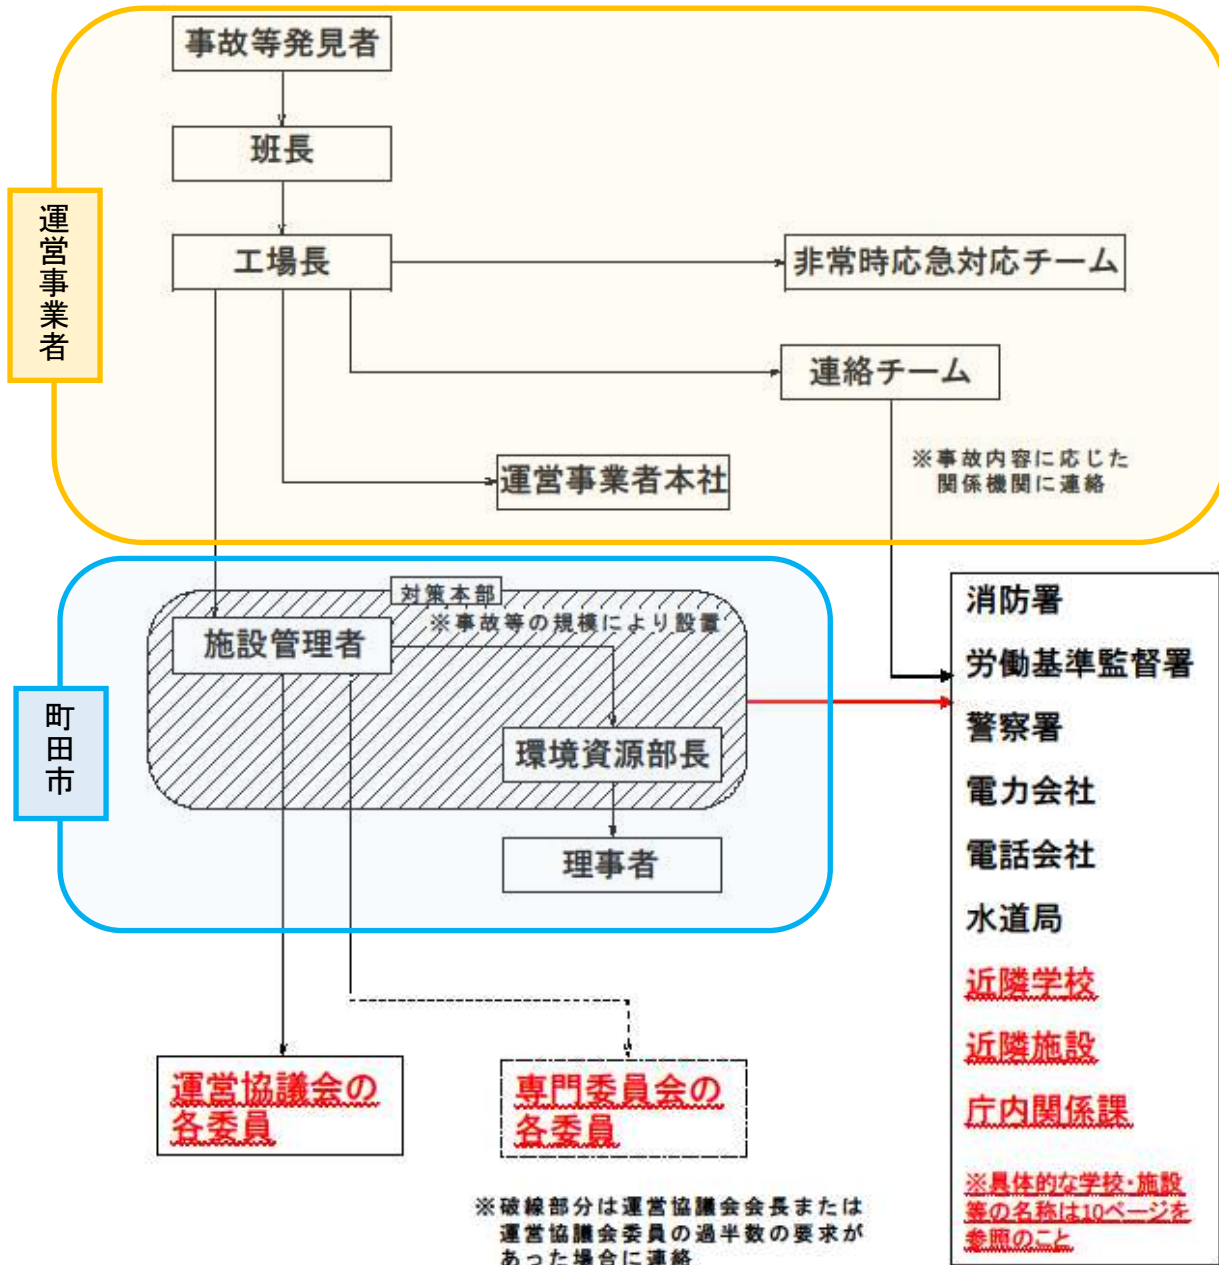 事故等発見者
班長
運営事業者
工場長
非常時応急対応チーム
連絡チーム
※事故内容に応じた
関係機関に連絡
運営事業者本社
対策本部
※事故等の規模により設置
施設管理者
町田市
環境資源部長
理事者
消防署
労働基準監督署
警察署
電力会社
電話会社
水道局
近隣学校
近隣施設
庁内関係課
※具体的な学校・施設
等の名称は10ページを
参照のこと
運営協議会の
各委員
専門委員会の
各委員
※破線部分は運営協議会会長または
運営協議会委員の過半数の要求が
あった場合に連絡